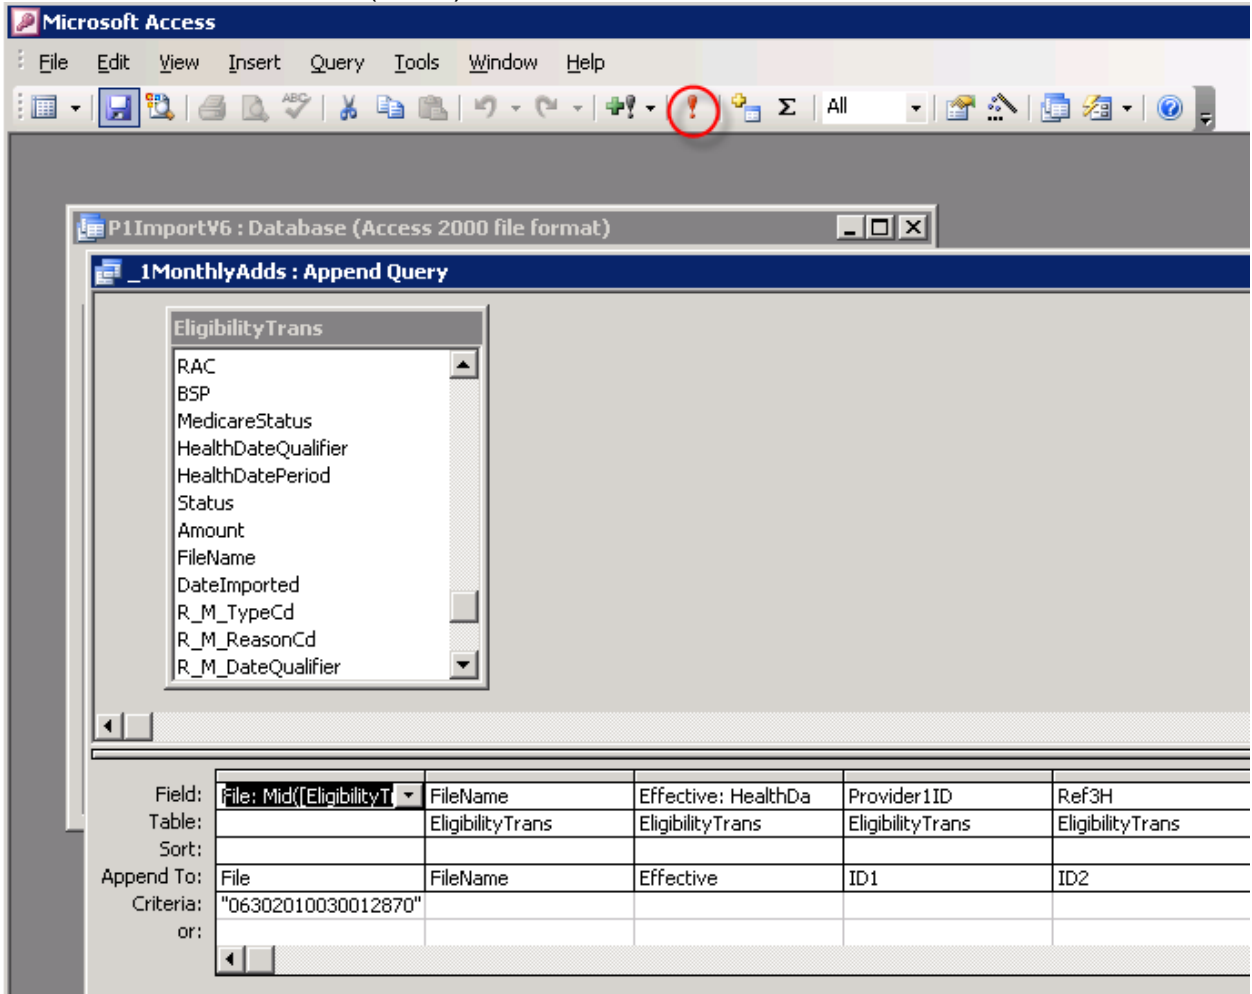 Microsoft Access
File Edit View Insert Query Tools Window Help
ABC All
P1ImportV6 : Database (Access 2000 file format)
_1MonthlyAdds : Append Query
EligibilityTrans
RAC
BSP
MedicareStatus
HealthDateQualifier
HealthDatePeriod
Status
Amount
FileName
DateImported
R_M_TypeCd
R_M_ReasonCd
R_M_DateQualifier
Field: File: Mid([EligibilityT FileName Effective: HealthDa Provider1ID Ref3H
Table: EligibilityTrans EligibilityTrans EligibilityTrans EligibilityTrans
Sort:
Append To: File FileName Effective ID1 ID2
Criteria: "06302010030012870"
or: